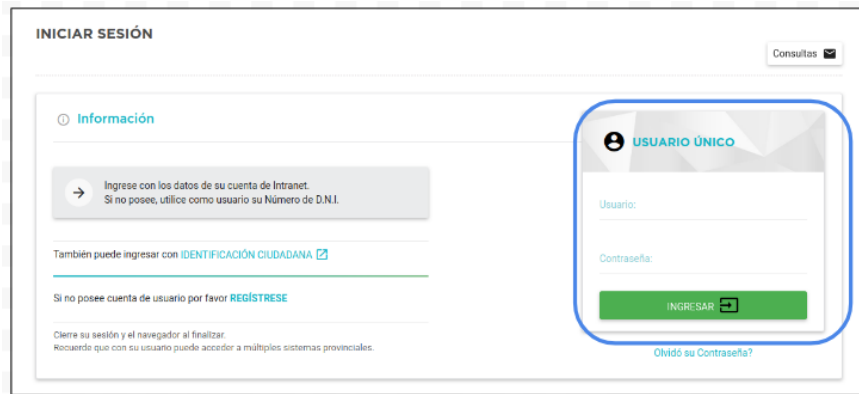 INICIAR SESIÓN
Consultas
Información
Ingrese con los datos de su cuenta de Intranet.
Si no posee, utilice como usuario su Número de D.N.I.
También puede ingresar con IDENTIFICACIÓN CIUDADANA
Si no posee cuenta de usuario por favor REGÍSTRESE
Cierre su sesión y el navegador al finalizar.
Recuerde que con su usuario puede acceder a múltiples sistemas provinciales.
USUARIO ÚNICO
Usuario:
Contraseña:
INGRESAR
Olvidó su Contraseña?